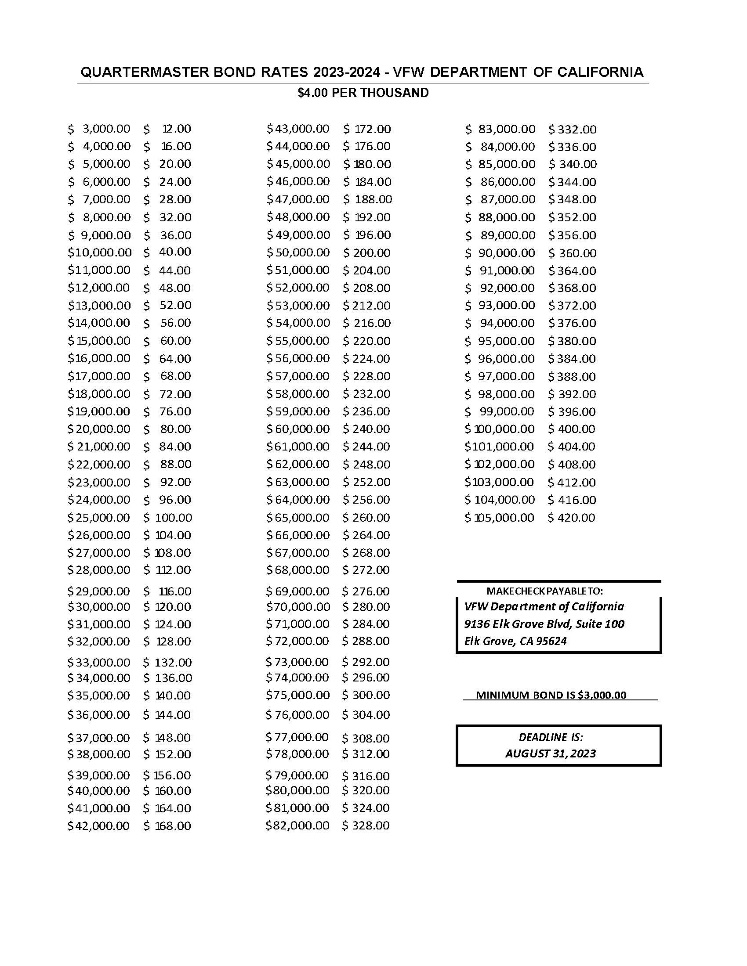 QUARTERMASTER BOND RATES 2023-2024 - VFW DEPARTMENT OF CALIFORNIA
$4.00 PER THOUSAND
$ 3,000.00 $ 12.00
$ 4,000.00 $ 16.00
$ 5,000.00 $ 20.00
$ 6,000.00 $ 24.00
$ 7,000.00 $ 28.00
$ 8,000.00 $ 32.00
$ 9,000.00 $ 36.00
$10,000.00 $ 40.00
$11,000.00 $ 44.00
$12,000.00 $ 48.00
$13,000.00 $ 52.00
$14,000.00 $ 56.00
$15,000.00 $ 60.00
$16,000.00 $ 64.00
$17,000.00 $ 68.00
$18,000.00 $ 72.00
$19,000.00 $ 76.00
$20,000.00 $ 80.00
$21,000.00 $ 84.00
$22,000.00 $ 88.00
$23,000.00 $ 92.00
$24,000.00 $ 96.00
$25,000.00 $ 100.00
$26,000.00 $ 104.00
$27,000.00 $ 108.00
$28,000.00 $ 112.00
$29,000.00 $ 116.00
$30,000.00 $ 120.00
$31,000.00 $ 124.00
$32,000.00 $ 128.00
$33,000.00 $ 132.00
$34,000.00 $ 136.00
$35,000.00 $ 140.00
$36,000.00 $ 144.00
$37,000.00 $ 148.00
$38,000.00 $ 152.00
$39,000.00 $ 156.00
$40,000.00 $ 160.00
$41,000.00 $ 164.00
$42,000.00 $ 168.00
$43,000.00 $ 172.00
$44,000.00 $ 176.00
$45,000.00 $ 180.00
$46,000.00 $ 184.00
$47,000.00 $ 188.00
$48,000.00 $ 192.00
$49,000.00 $ 196.00
$50,000.00 $ 200.00
$51,000.00 $ 204.00
$52,000.00 $ 208.00
$53,000.00 $ 212.00
$54,000.00 $ 216.00
$55,000.00 $ 220.00
$56,000.00 $ 224.00
$57,000.00 $ 228.00
$58,000.00 $ 232.00
$59,000.00 $ 236.00
$60,000.00 $ 240.00
$61,000.00 $ 244.00
$62,000.00 $ 248.00
$63,000.00 $ 252.00
$64,000.00 $ 256.00
$65,000.00 $ 260.00
$66,000.00 $ 264.00
$67,000.00 $ 268.00
$68,000.00 $ 272.00
$69,000.00 $ 276.00
$70,000.00 $ 280.00
$71,000.00 $ 284.00
$72,000.00 $ 288.00
$73,000.00 $ 292.00
$74,000.00 $ 296.00
$75,000.00 $ 300.00
$76,000.00 $ 304.00
$77,000.00 $ 308.00
$78,000.00 $ 312.00
$79,000.00 $ 316.00
$80,000.00 $ 320.00
$81,000.00 $ 324.00
$82,000.00 $ 328.00
$ 83,000.00 $332.00
$ 84,000.00 $336.00
$ 85,000.00 $ 340.00
$ 86,000.00 $344.00
$ 87,000.00 $348.00
$ 88,000.00 $352.00
$ 89,000.00 $356.00
$ 90,000.00 $ 360.00
$ 91,000.00 $364.00
$ 92,000.00 $368.00
$ 93,000.00 $372.00
$ 94,000.00 $376.00
$ 95,000.00 $380.00
$ 96,000.00 $384.00
$ 97,000.00 $388.00
$ 98,000.00 $ 392.00
$ 99,000.00 $ 396.00
$ 100,000.00 $ 400.00
$101,000.00 $ 404.00
$ 102,000.00 $ 408.00
$103,000.00 $ 412.00
$ 104,000.00 $ 416.00
$ 105,000.00 $ 420.00
MAKE CHECK PAYABLE TO:
VFW Department of California
9136 Elk Grove Blvd, Suite 100
Elk Grove, CA 95624
MINIMUM BOND IS $3,000.00
DEADLINE IS:
AUGUST 31, 2023